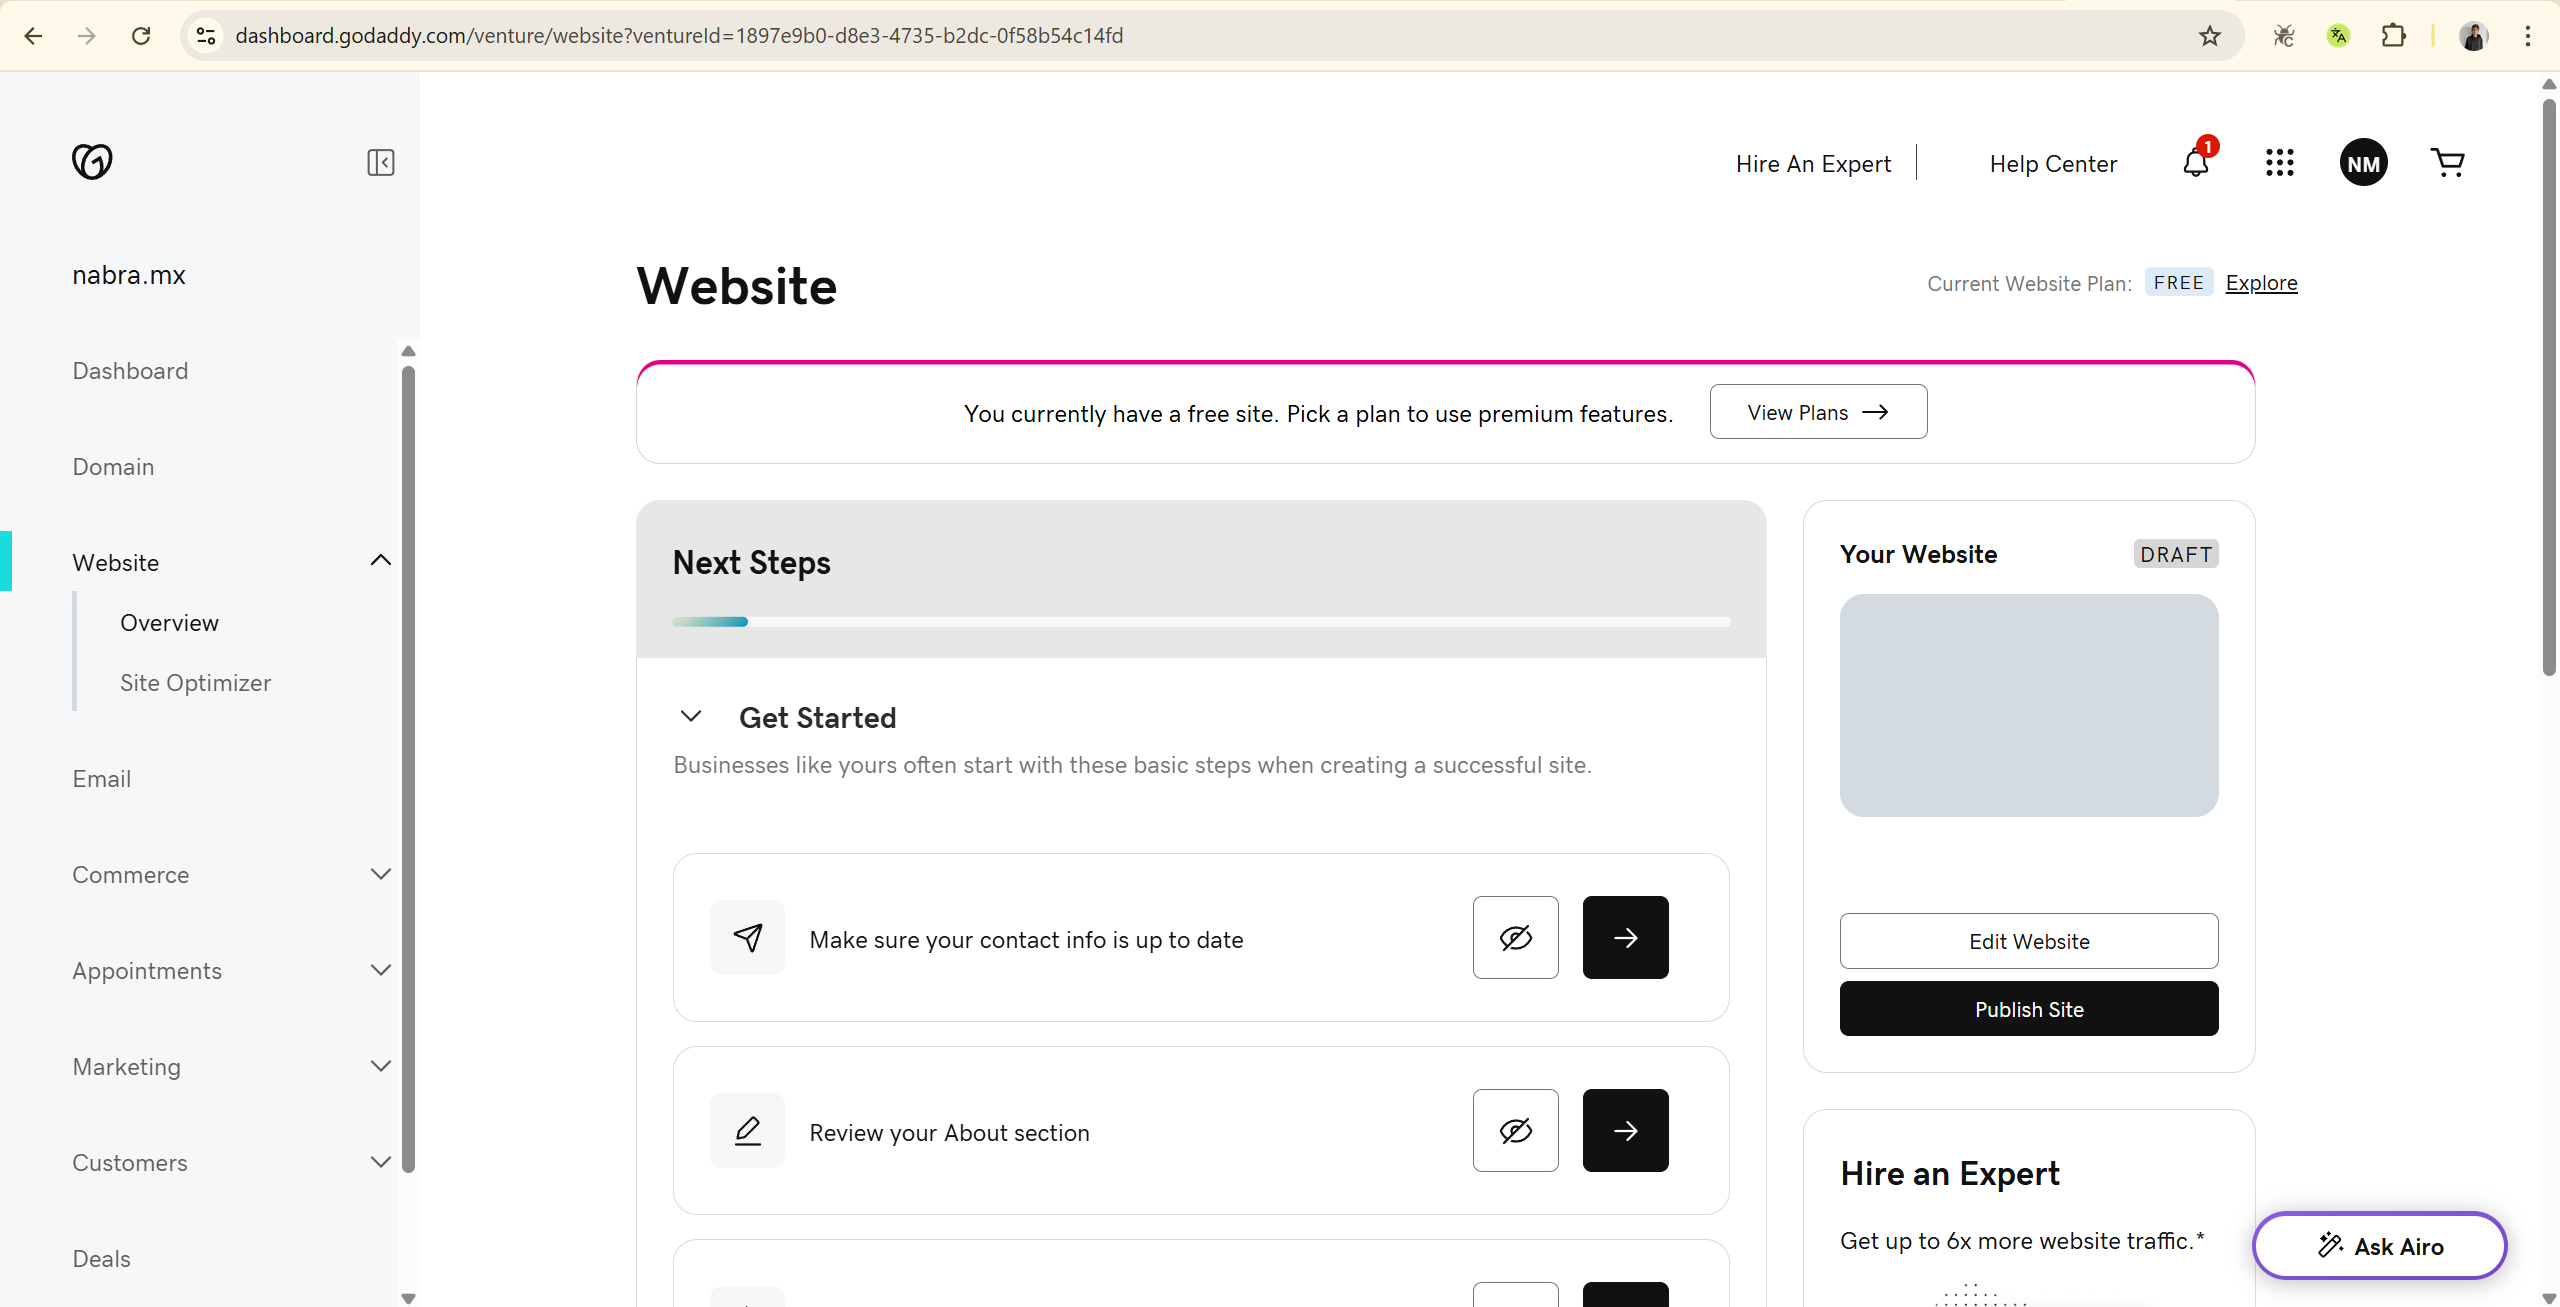 dashboard.godaddy.com/venture/website?ventureId=1897e9b0-d8e3-4735-b2dc-0f58b54c14fd
Hire An Expert
Help Center
1
NM
nabra.mx
Dashboard
Domain
Website
Overview
Site Optimizer
Email
Commerce
Appointments
Marketing
Customers
Deals
Website
Current Website Plan: FREE Explore
You currently have a free site. Pick a plan to use premium features.
View Plans
Next Steps
Get Started
Businesses like yours often start with these basic steps when creating a successful site.
Make sure your contact info is up to date
Review your About section
Your Website
DRAFT
Edit Website
Publish Site
Hire an Expert
Get up to 6x more website traffic.*
Ask Airo